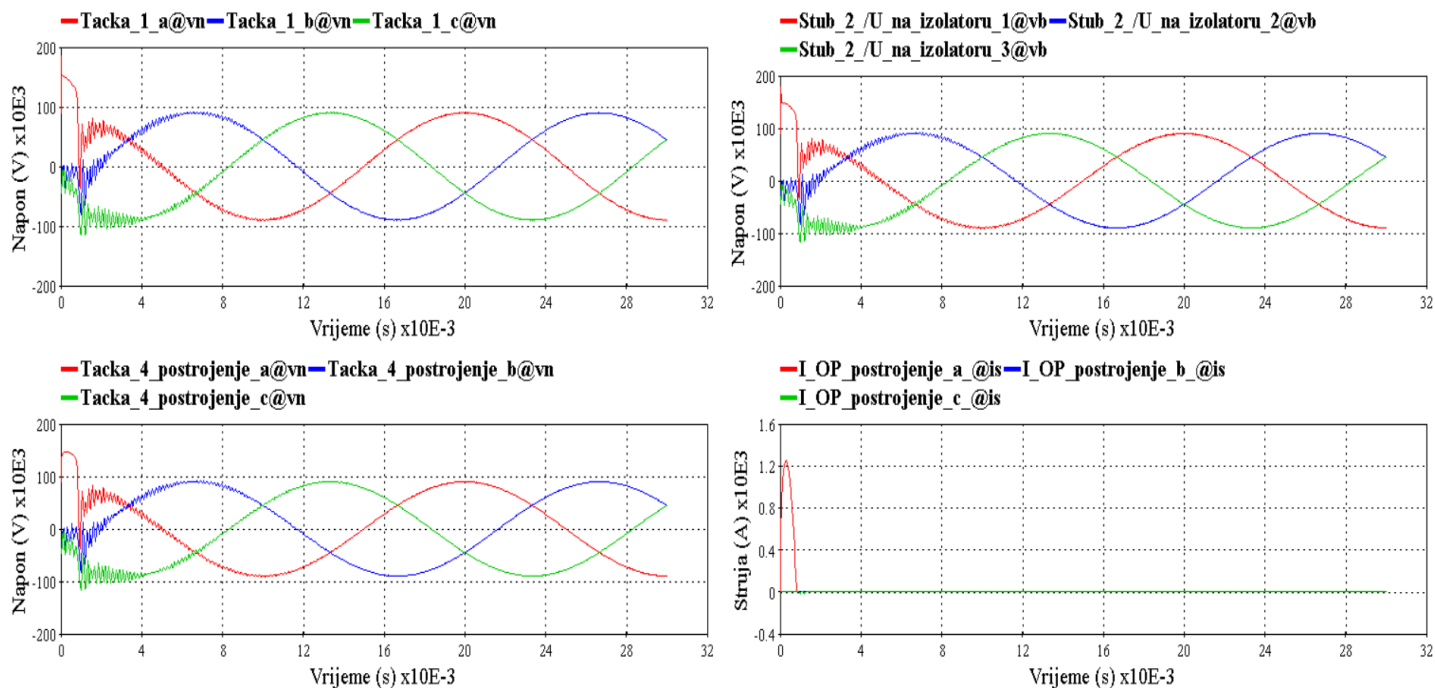 Tacka_1_a@vn Tacka_1_b@vn Tacka_1_c@vn
Napon (V) x10E3
200
100
0
-100
-200
0 4 8 12 16 20 24 28 32
Vrijeme (s) x10E-3
Stub_2_/U_na_izolatoru_1@vb Stub_2_/U_na_izolatoru_2@vb
Stub_2_/U_na_izolatoru_3@vb
Napon (V) x10E3
200
100
0
-100
-200
0 4 8 12 16 20 24 28 32
Vrijeme (s) x10E-3
Tacka_4_postrojenje_a@vn Tacka_4_postrojenje_b@vn
Tacka_4_postrojenje_c@vn
Napon (V) x10E3
200
100
0
-100
-200
0 4 8 12 16 20 24 28 32
Vrijeme (s) x10E-3
I_OP_postrojenje_a_@is I_OP_postrojenje_b_@is
I_OP_postrojenje_c_@is
Struja (A) x10E3
1.6
1.2
0.8
0.4
0
-0.4
0 4 8 12 16 20 24 28 32
Vrijeme (s) x10E-3